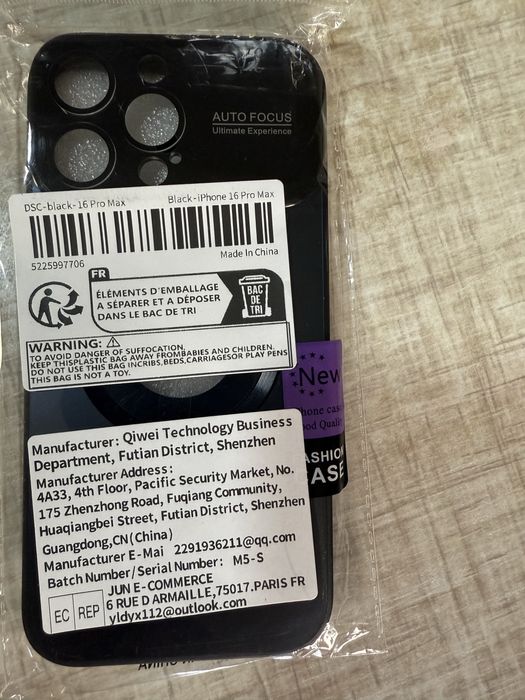 AUTO FOCUS
Ultimate Experience
DSC-black-16 Pro Max Black-iPhone 16 Pro Max
5225997706 Made In China
FR
ÉLÉMENTS D'EMBALLAGE
A SÉPARER ET A DÉPOSER
DANS LE BAC DE TRI
BAC
DE
TRI
WARNING:
TO AVOID DANGER OF SUFFOCATION,
KEEP THISPLASTIC BAG AWAY FROMBABIES AND CHILDREN.
DO NOT USE THIS BAG INCRIBS,BEDS,CARRIAGESOR PLAY PENS
THIS BAG IS NOT A TOY.
New
hone case
ood Quali
ASHION
ASE
Manufacturer: Qiwei Technology Business
Department, Futian District, Shenzhen
Manufacturer Address:
4A33, 4th Floor, Pacific Security Market, No.
175 Zhenzhong Road, Fuqiang Community,
Huaqiangbei Street, Futian District, Shenzhen
Guangdong,CN(China)
Manufacturer E-Mai 2291936211@qq.com
Batch Number/Serial Number: M5-S
EC REP
JUN E-COMMERCE
6 RUE D ARMAILLE,75017.PARIS FR
yldyx112@outlook.com